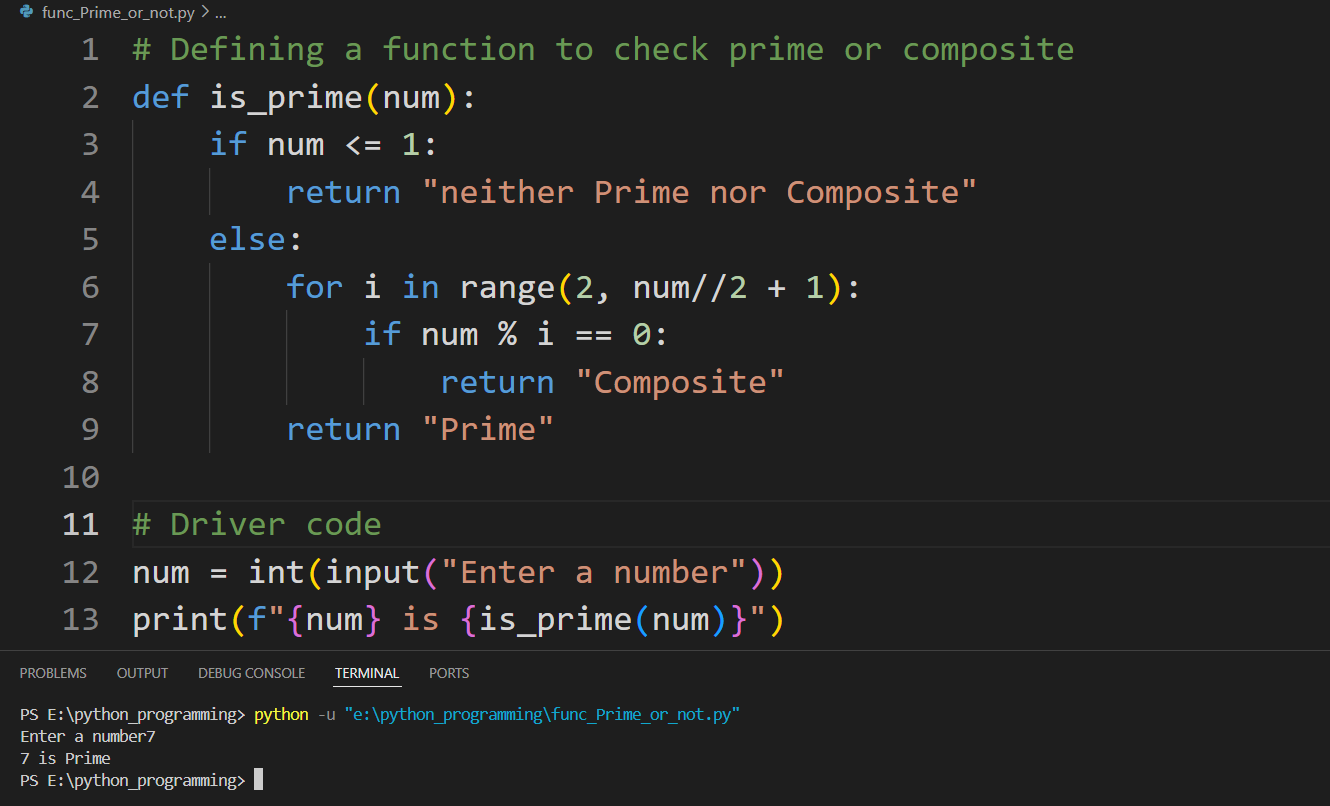 func_Prime_or_not.py > ...
1 # Defining a function to check prime or composite
2 def is_prime(num):
3     if num <= 1:
4         return "neither Prime nor Composite"
5     else:
6         for i in range(2, num//2 + 1):
7             if num % i == 0:
8                 return "Composite"
9         return "Prime"
10
11 # Driver code
12 num = int(input("Enter a number"))
13 print(f"{num} is {is_prime(num)}")
PROBLEMS OUTPUT DEBUG CONSOLE TERMINAL PORTS
PS E:\python_programming> python -u "e:\python_programming\func_Prime_or_not.py"
Enter a number7
7 is Prime
PS E:\python_programming>